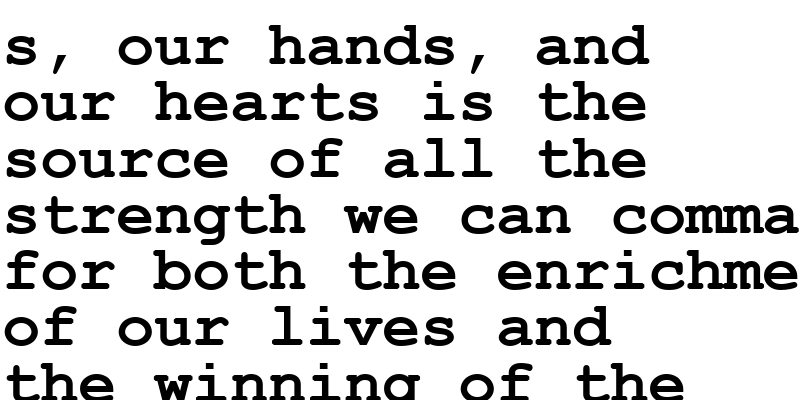 s, our hands, and
our hearts is the
source of all the
strength we can comma
for both the enrichme
of our lives and
the winning of the